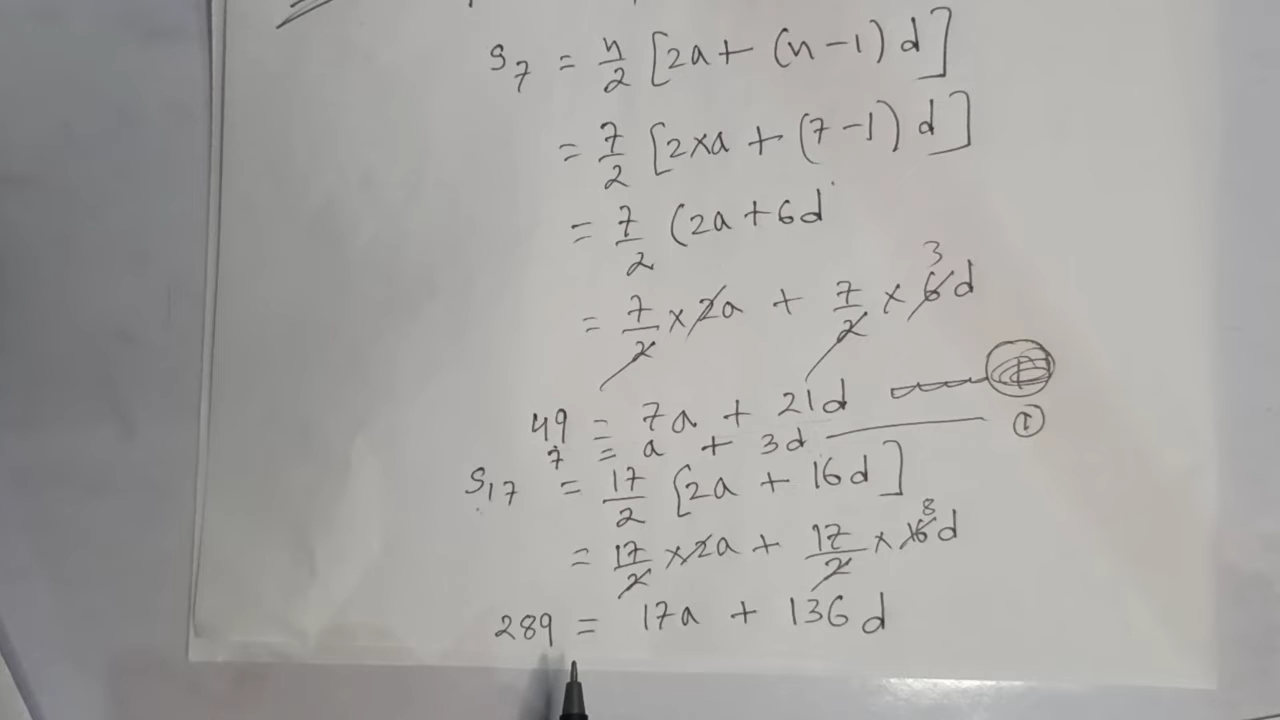 S7 = n/2 [2a + (n-1) d]
= 7/2 [2×a + (7-1) d]
= 7/2 (2a + 6d
= 7/2 × 2a + 7/2 × 6d 3
49 = 7a + 21d
7 = a + 3d ①
S17 = 17/2 [2a + 16d]
= 17/2 × 2a + 17/2 × 16d 8
289 = 17a + 136d